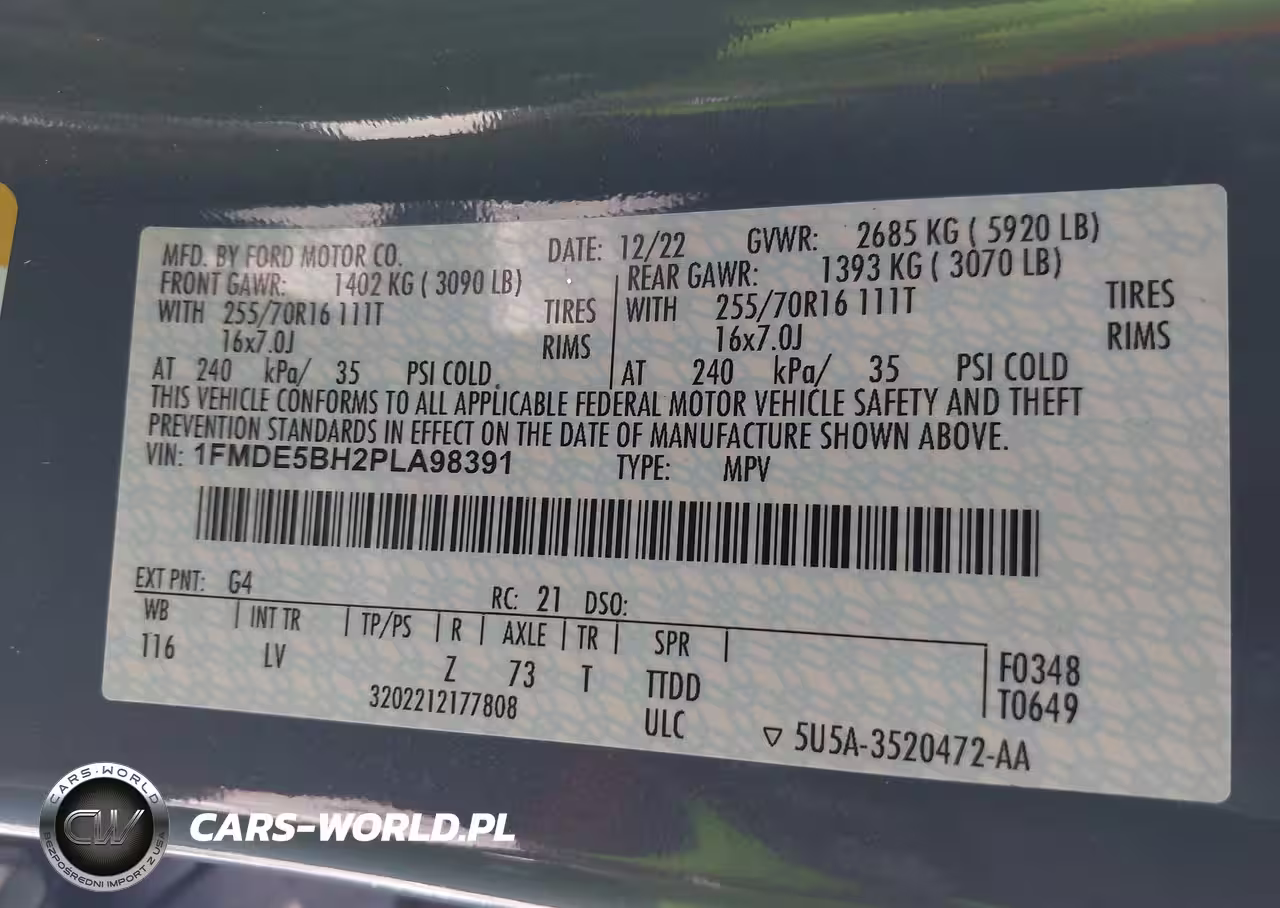 MFD. BY FORD MOTOR CO. DATE: 12/22 GVWR: 2685 KG ( 5920 LB)
FRONT GAWR: 1402 KG ( 3090 LB) REAR GAWR: 1393 KG ( 3070 LB)
WITH 255/70R16 111T TIRES WITH 255/70R16 111T TIRES
16x7.0J RIMS 16x7.0J RIMS
AT 240 kPa/ 35 PSI COLD AT 240 kPa/ 35 PSI COLD
THIS VEHICLE CONFORMS TO ALL APPLICABLE FEDERAL MOTOR VEHICLE SAFETY AND THEFT
PREVENTION STANDARDS IN EFFECT ON THE DATE OF MANUFACTURE SHOWN ABOVE.
VIN: 1FMDE5BH2PLA98391 TYPE: MPV
EXT PNT: G4 RC: 21 DSO:
WB | INT TR | TP/PS | R | AXLE | TR | SPR |
116 LV Z 73 T TTDD F0348
3202212177808 ULC T0649
▽ 5U5A-3520472-AA
CARS-WORLD
CW
BEZPOŚREDNI IMPORT Z USA
CARS-WORLD.PL